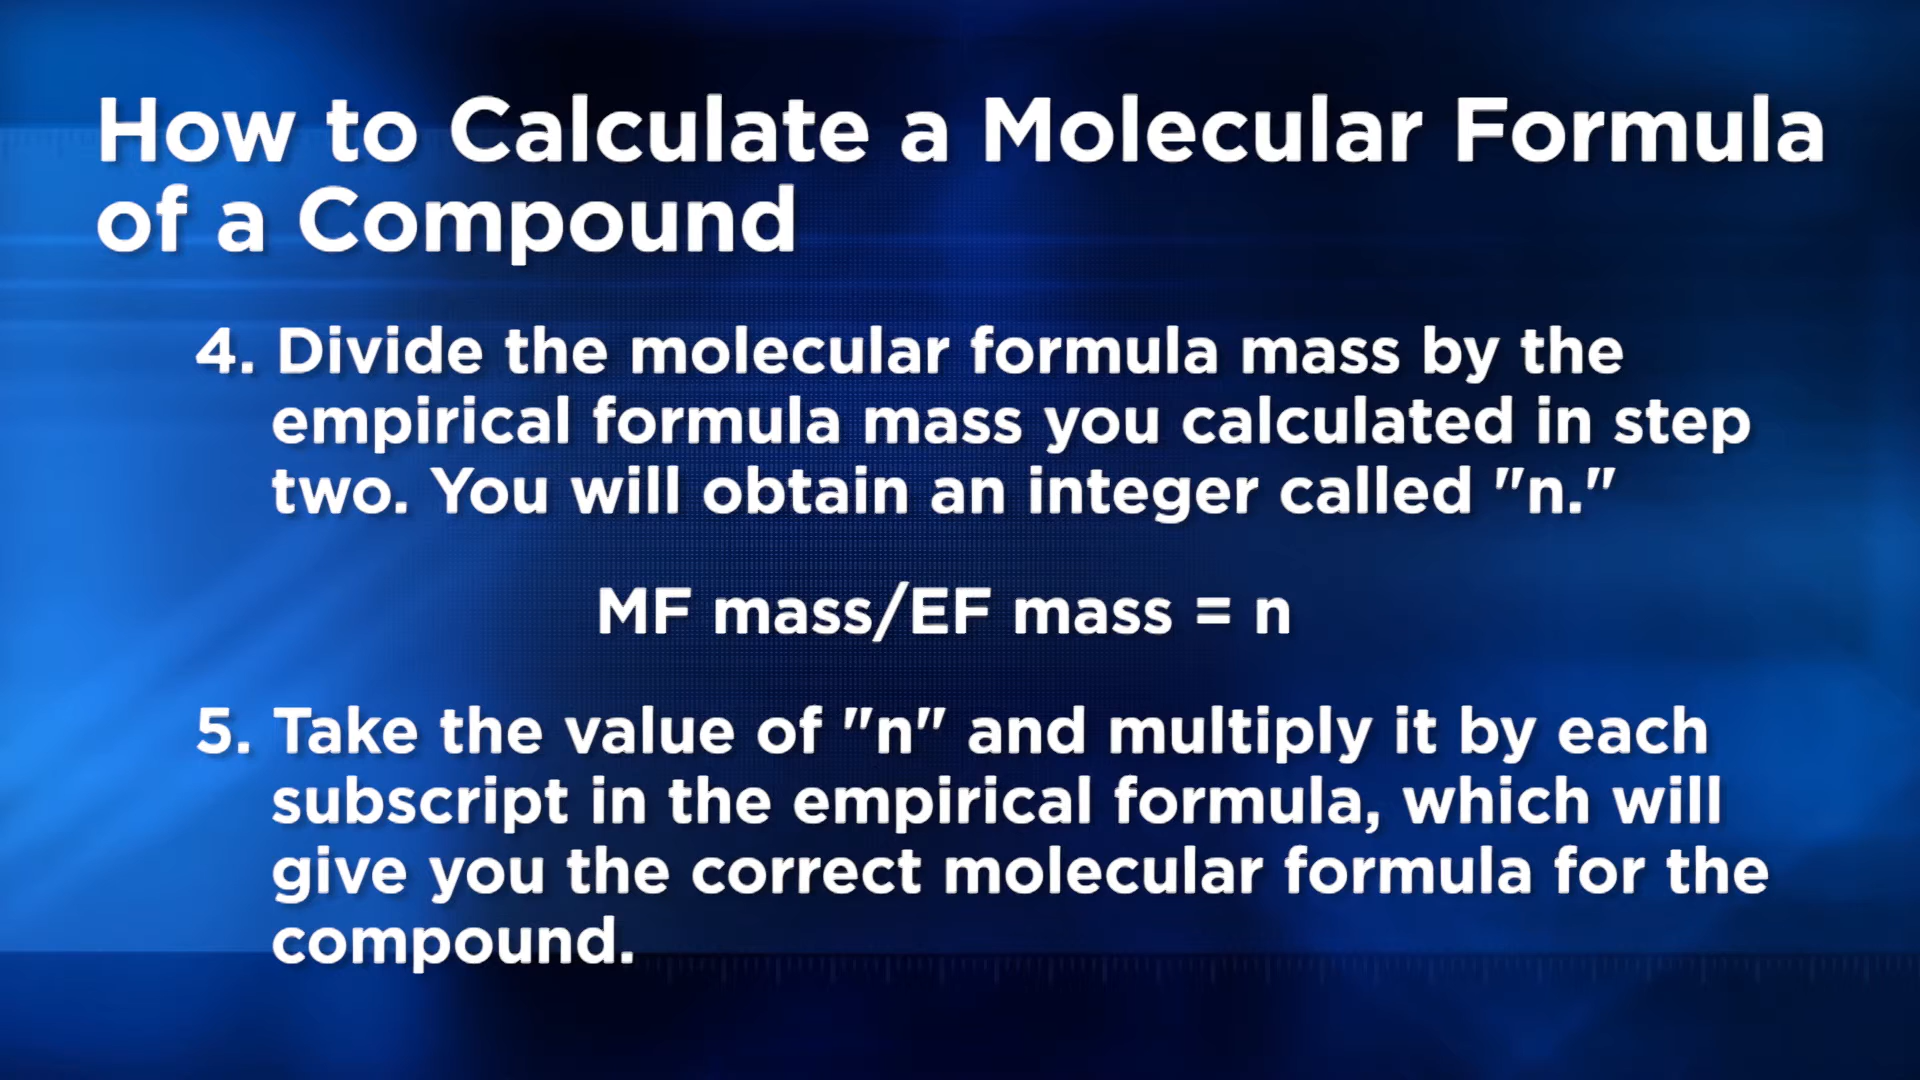 How to Calculate a Molecular Formula
of a Compound
4. Divide the molecular formula mass by the
empirical formula mass you calculated in step
two. You will obtain an integer called "n."
MF mass/EF mass = n
5. Take the value of "n" and multiply it by each
subscript in the empirical formula, which will
give you the correct molecular formula for the
compound.